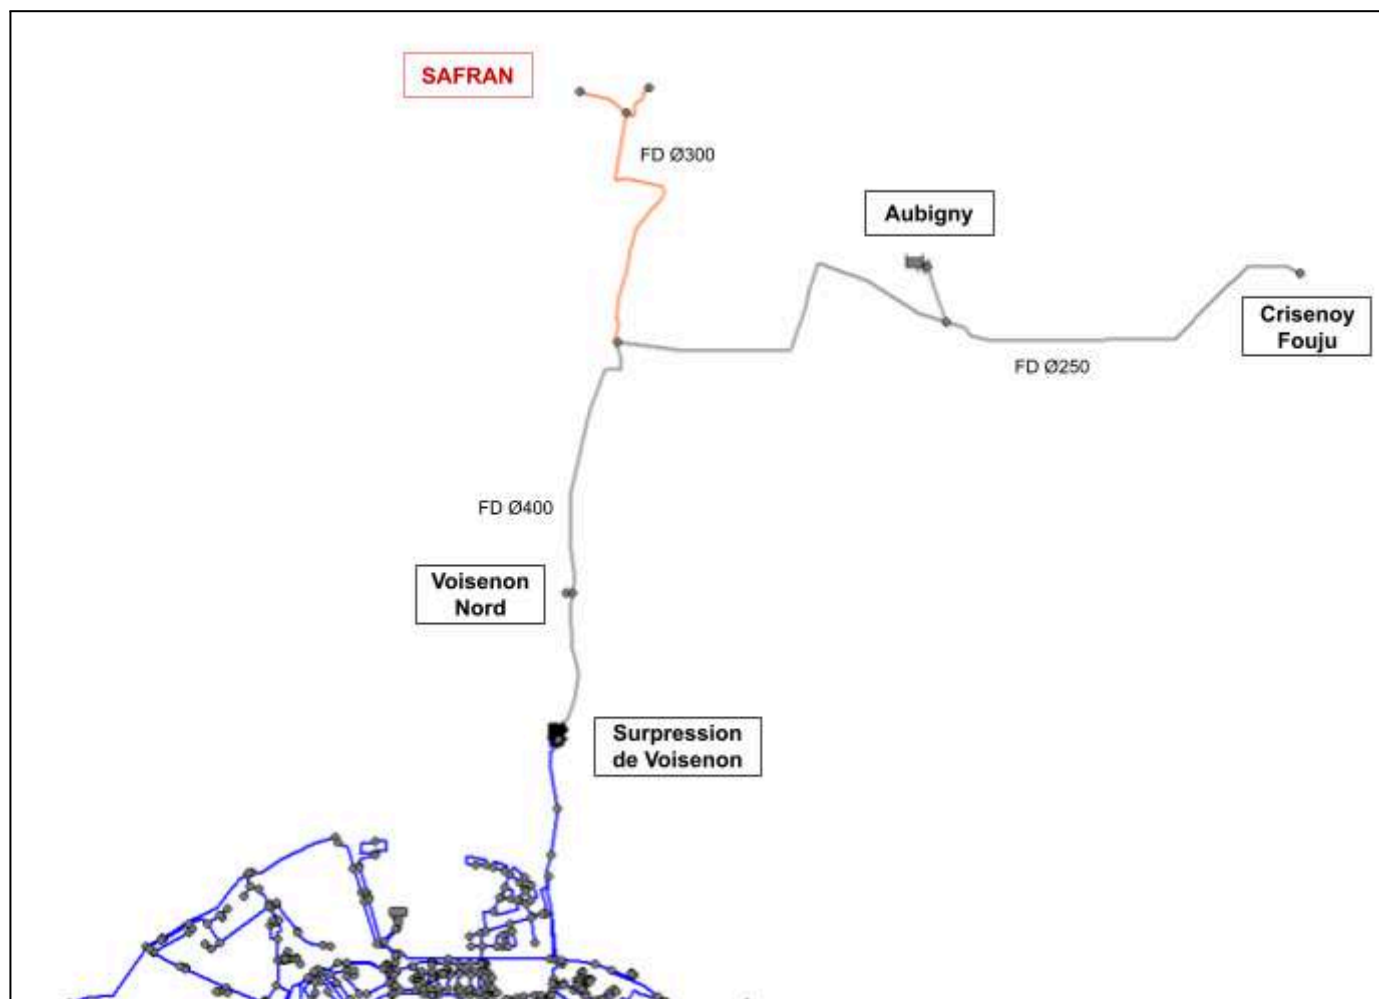 SAFRAN
FD Ø300
Aubigny
Crisenoy
Fouju
FD Ø250
FD Ø400
Voisenon
Nord
Surpression
de Voisenon